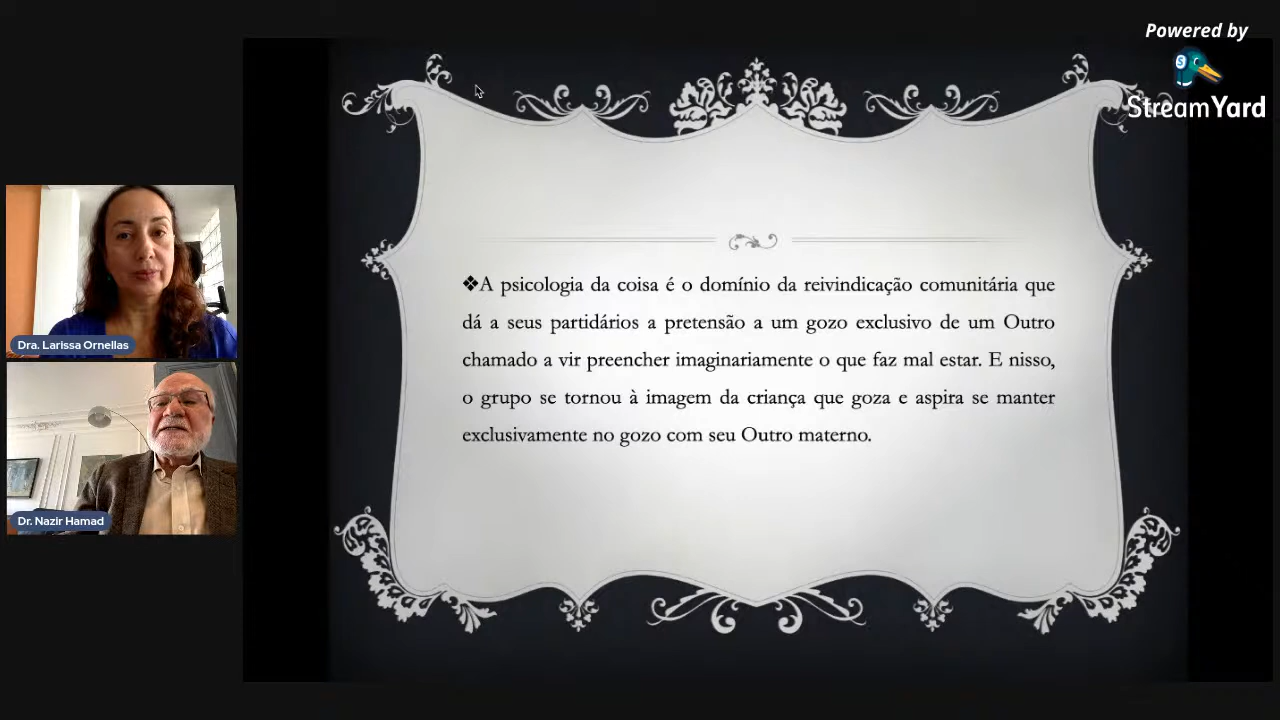 Powered by
StreamYard
❖A psicologia da coisa é o domínio da reivindicação comunitária que
dá a seus partidários a pretensão a um gozo exclusivo de um Outro
chamado a vir preencher imaginariamente o que faz mal estar. E nisso,
o grupo se tornou à imagem da criança que goza e aspira se manter
exclusivamente no gozo com seu Outro materno.
Dra. Larissa Ornellas
Dr. Nazir Hamad